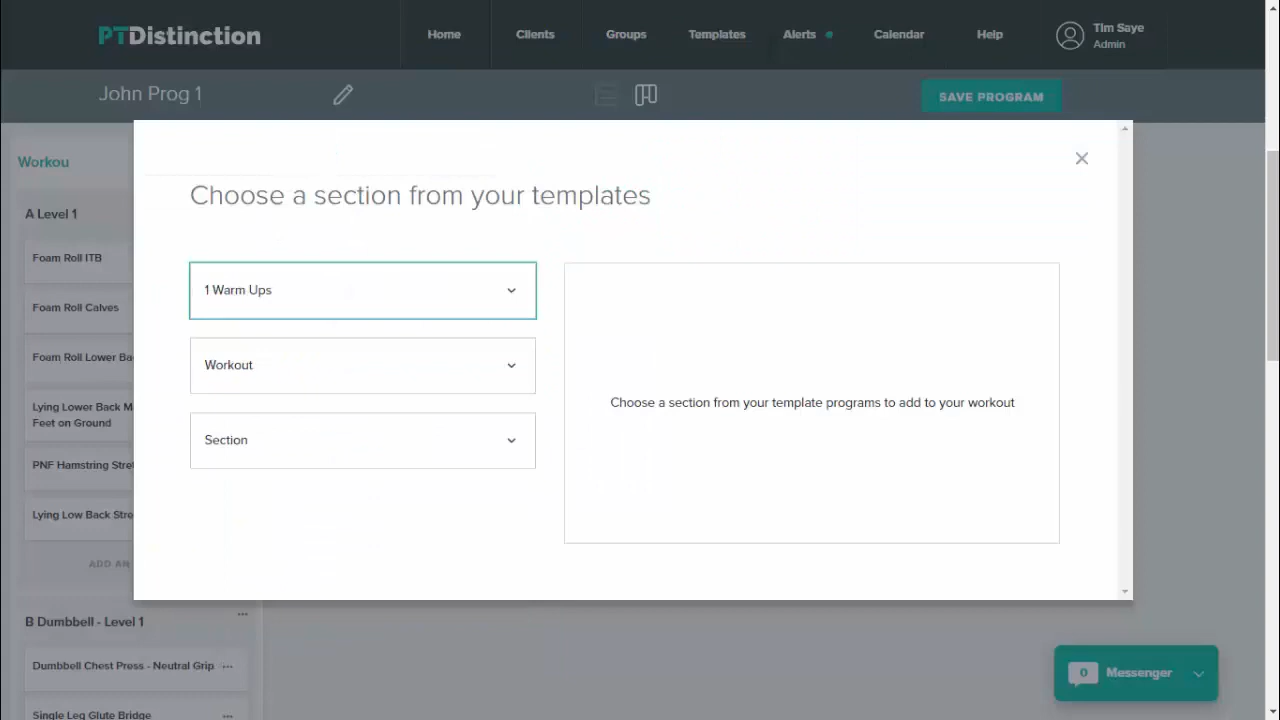 PTDistinction
Home
Clients
Groups
Templates
Alerts
Calendar
Help
Tim Saye
Admin
John Prog 1
SAVE PROGRAM
Workou
A Level 1
Foam Roll ITB
Foam Roll Calves
Foam Roll Lower Ba
Lying Lower Back M
Feet on Ground
PNF Hamstring Stret
Lying Low Back Stre
ADD AN
B Dumbbell - Level 1
Dumbbell Chest Press - Neutral Grip
Single Leg Glute Bridge
Choose a section from your templates
1 Warm Ups
Workout
Section
Choose a section from your template programs to add to your workout
0
Messenger